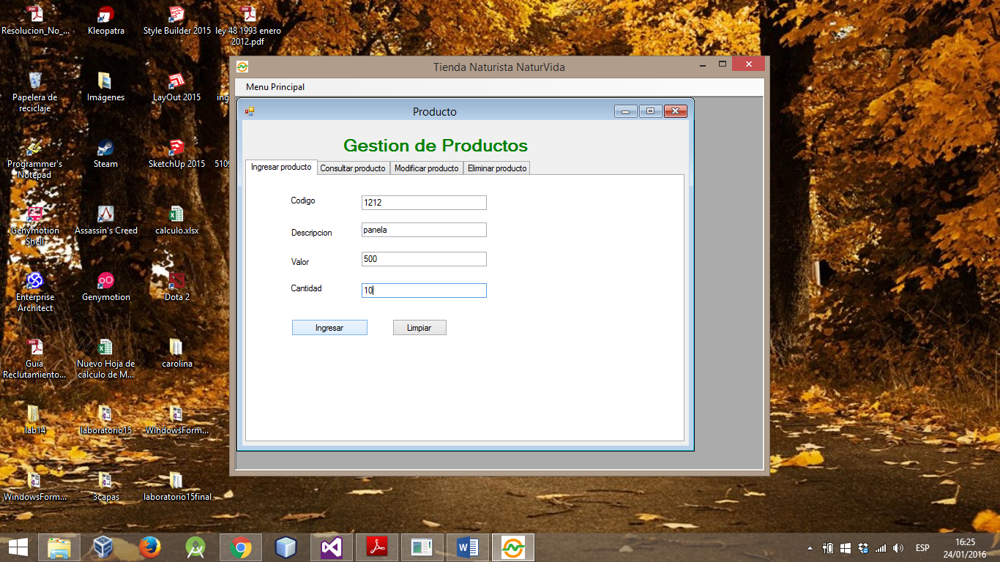 Resolucion_No_...
Kleopatra
Style Builder 2015
ley 48 1993 enero
2012.pdf
Papelera de
reciclaje
Imágenes
LayOut 2015
ing
Programmer's
Notepad
Steam
SketchUp 2015
5109
Genymotion
Shell
Assassin's Creed
calculo.xlsx
Enterprise
Architect
Genymotion
Dota 2
Guía
Reclutamiento...
Nuevo Hoja de
cálculo de M...
carolina
lab14
laboratorio15
WindowsForm...
WindowsForm...
3capas
laboratorio15final
Tienda Naturista NaturVida
Menu Principal
Producto
Gestion de Productos
Ingresar producto
Consultar producto
Modificar producto
Eliminar producto
Codigo
1212
Descripcion
panela
Valor
500
Cantidad
10
Ingresar
Limpiar
ESP
16:25
24/01/2016